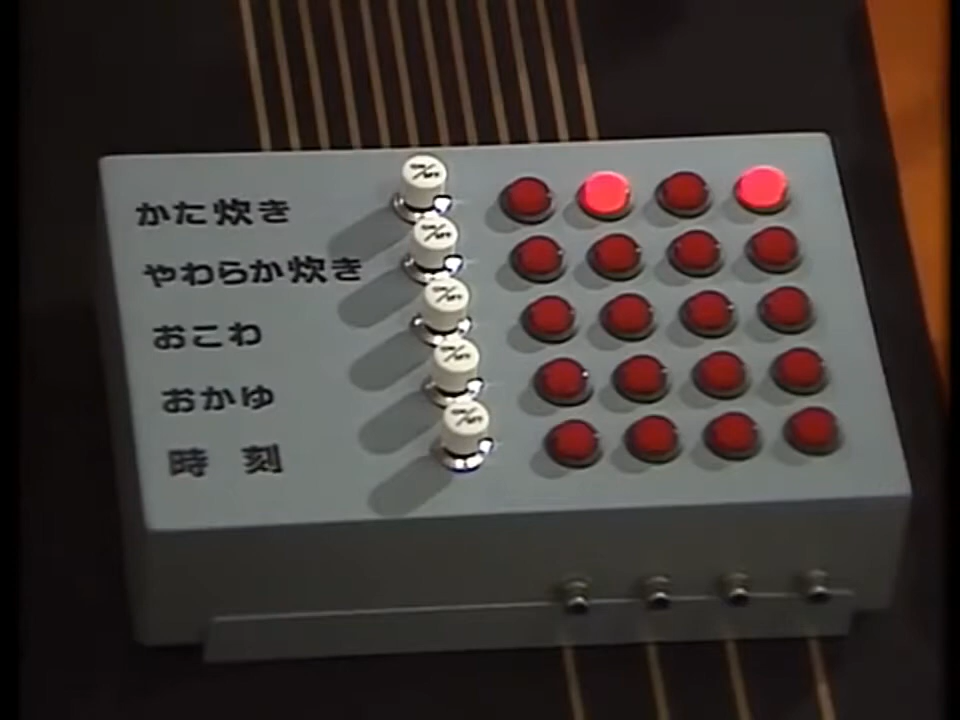 かた炊き
やわらか炊き
おこわ
おかゆ
時 刻